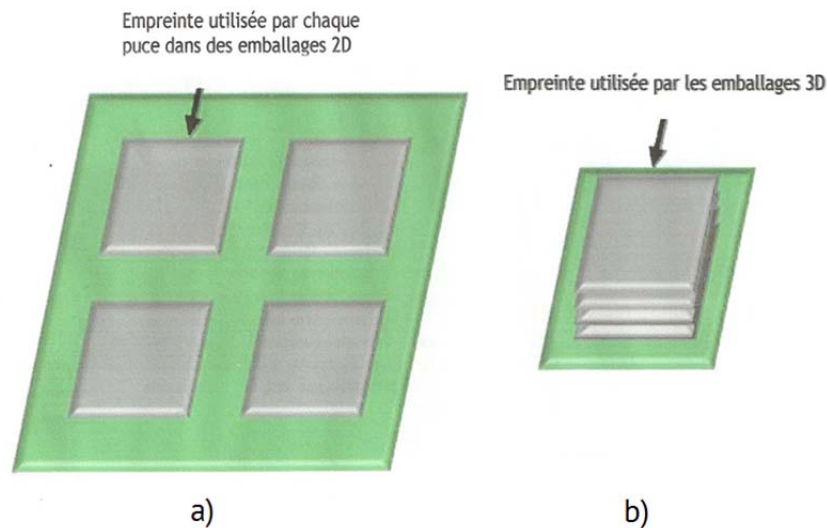 Empreinte utilisée par chaque
puce dans des emballages 2D
Empreinte utilisée par les emballages 3D
a)
b)